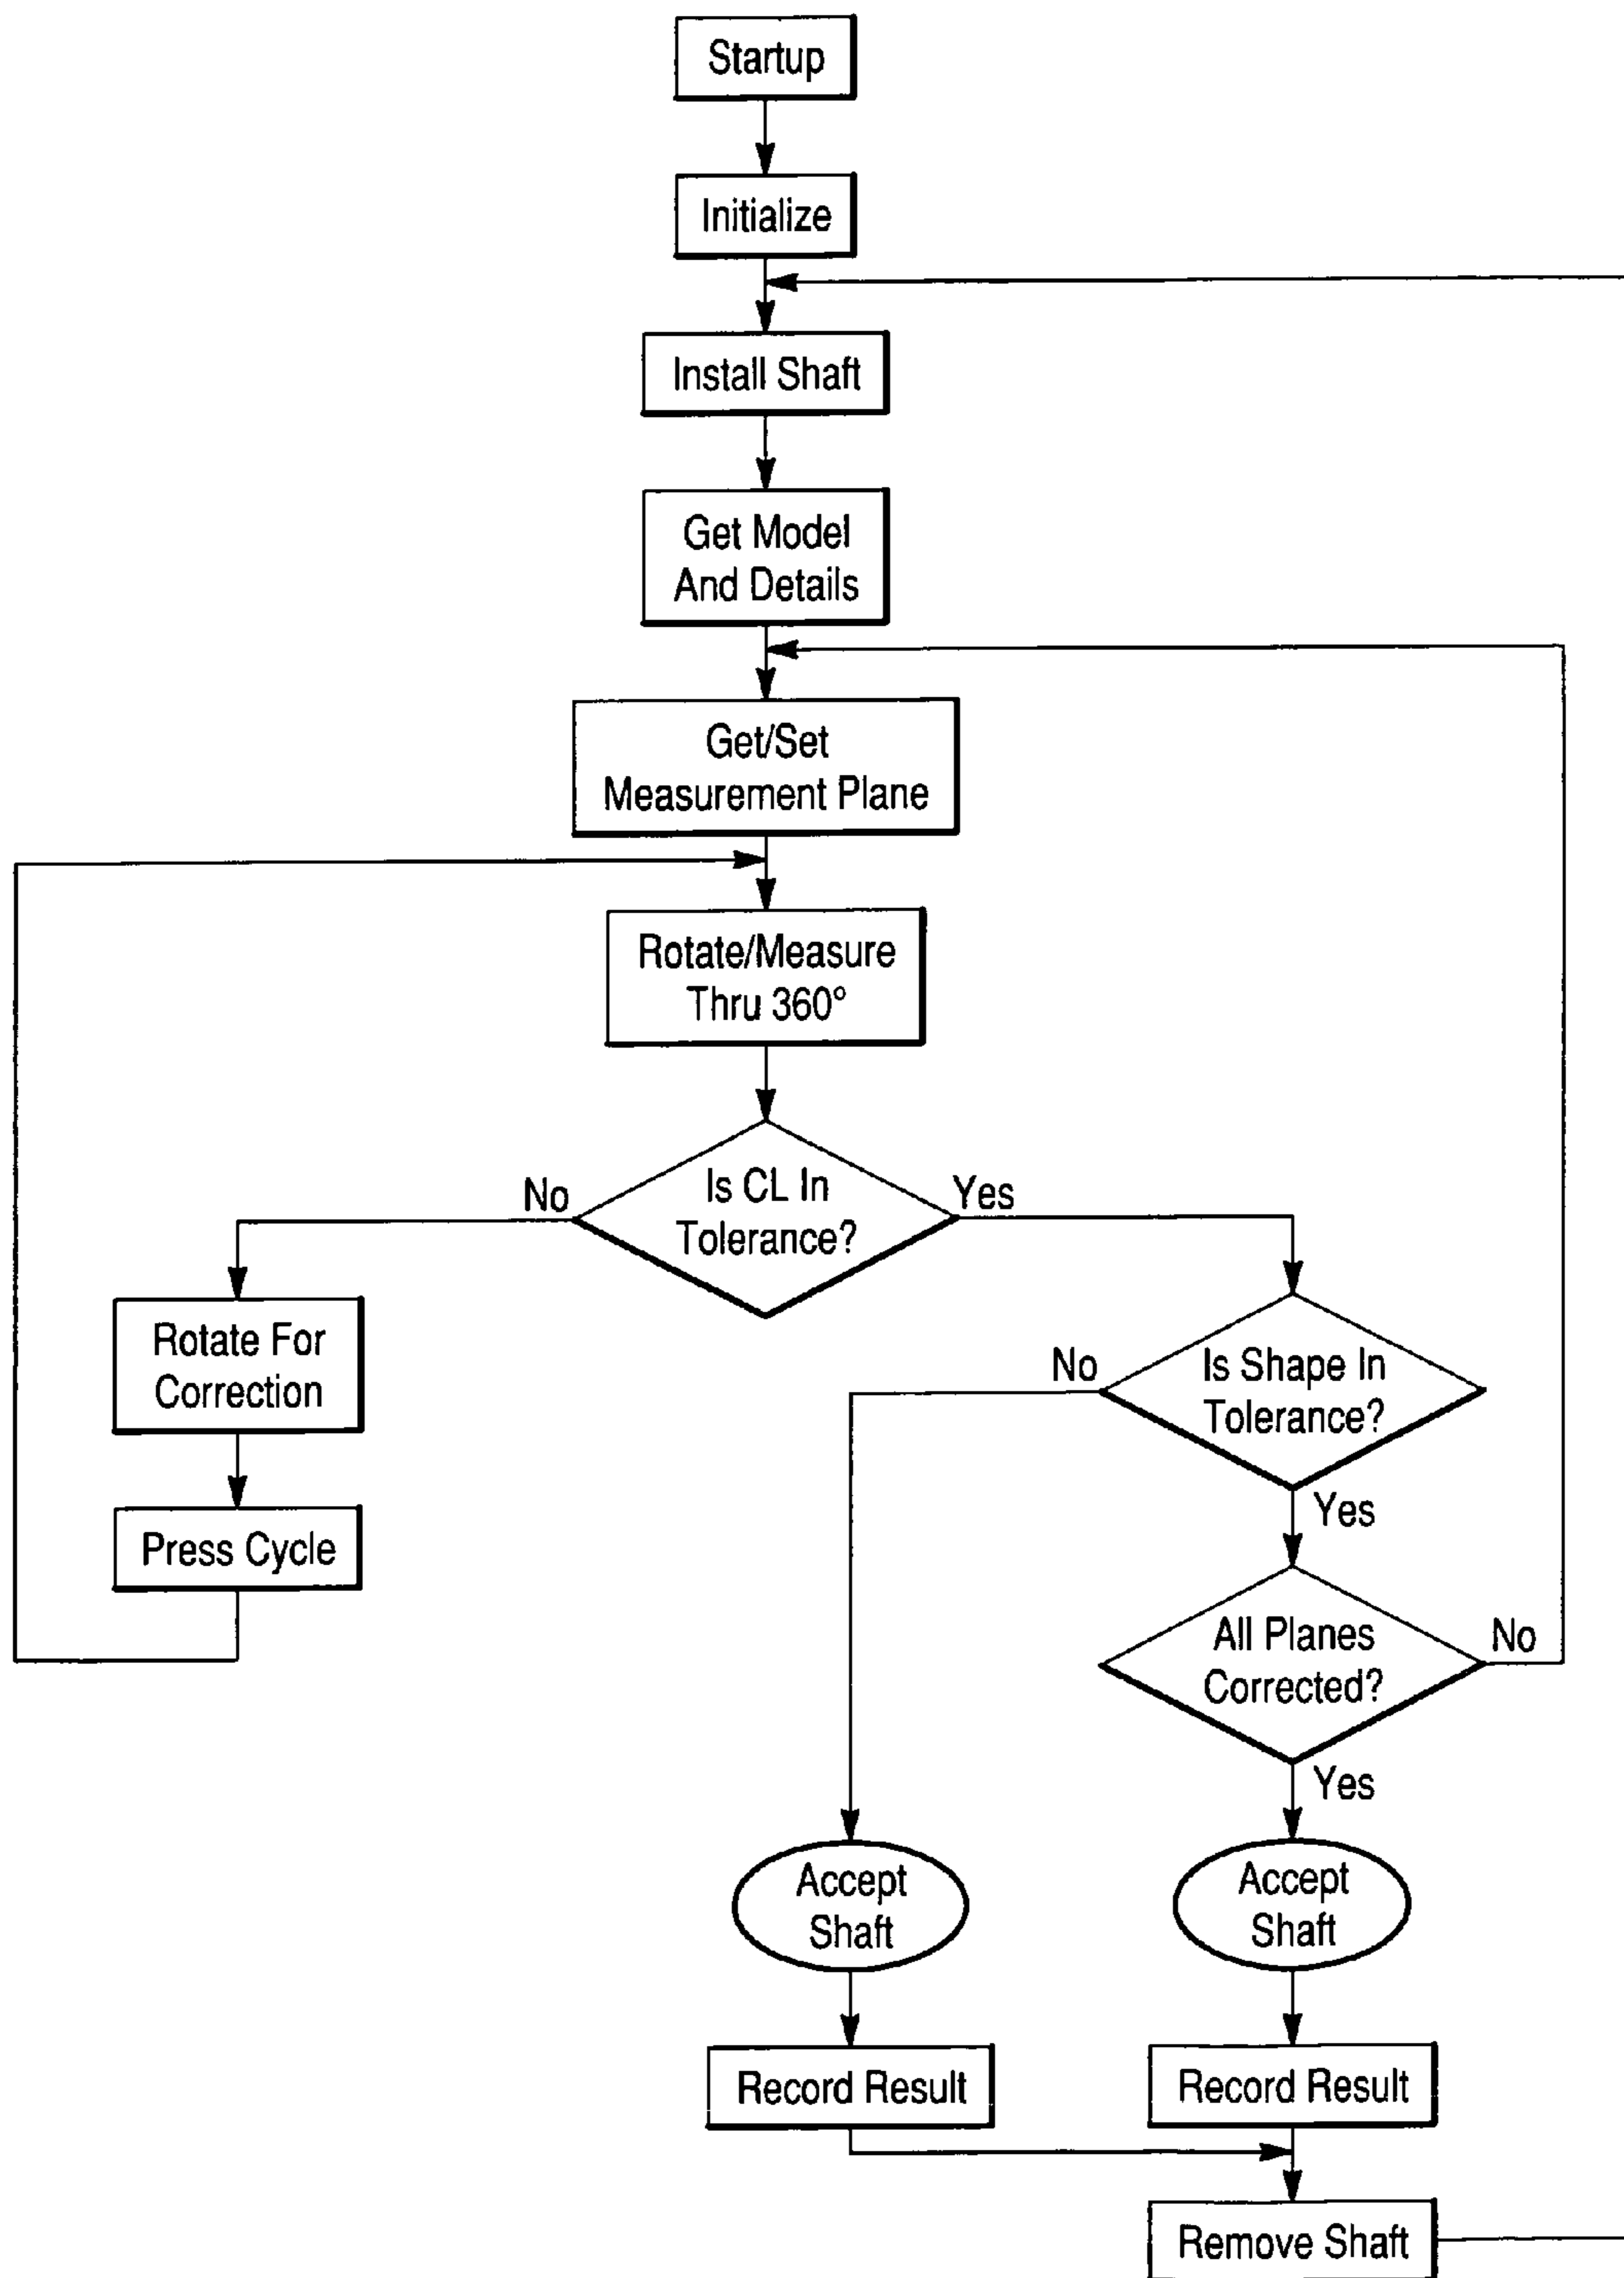 Startup
Initialize
Install Shaft
Get Model
And Details
Get/Set
Measurement Plane
Rotate/Measure
Thru 360°
Is CL In
Tolerance?
No
Yes
Rotate For
Correction
Press Cycle
Is Shape In
Tolerance?
No
Yes
All Planes
Corrected?
No
Yes
Accept
Shaft
Accept
Shaft
Record Result
Record Result
Remove Shaft